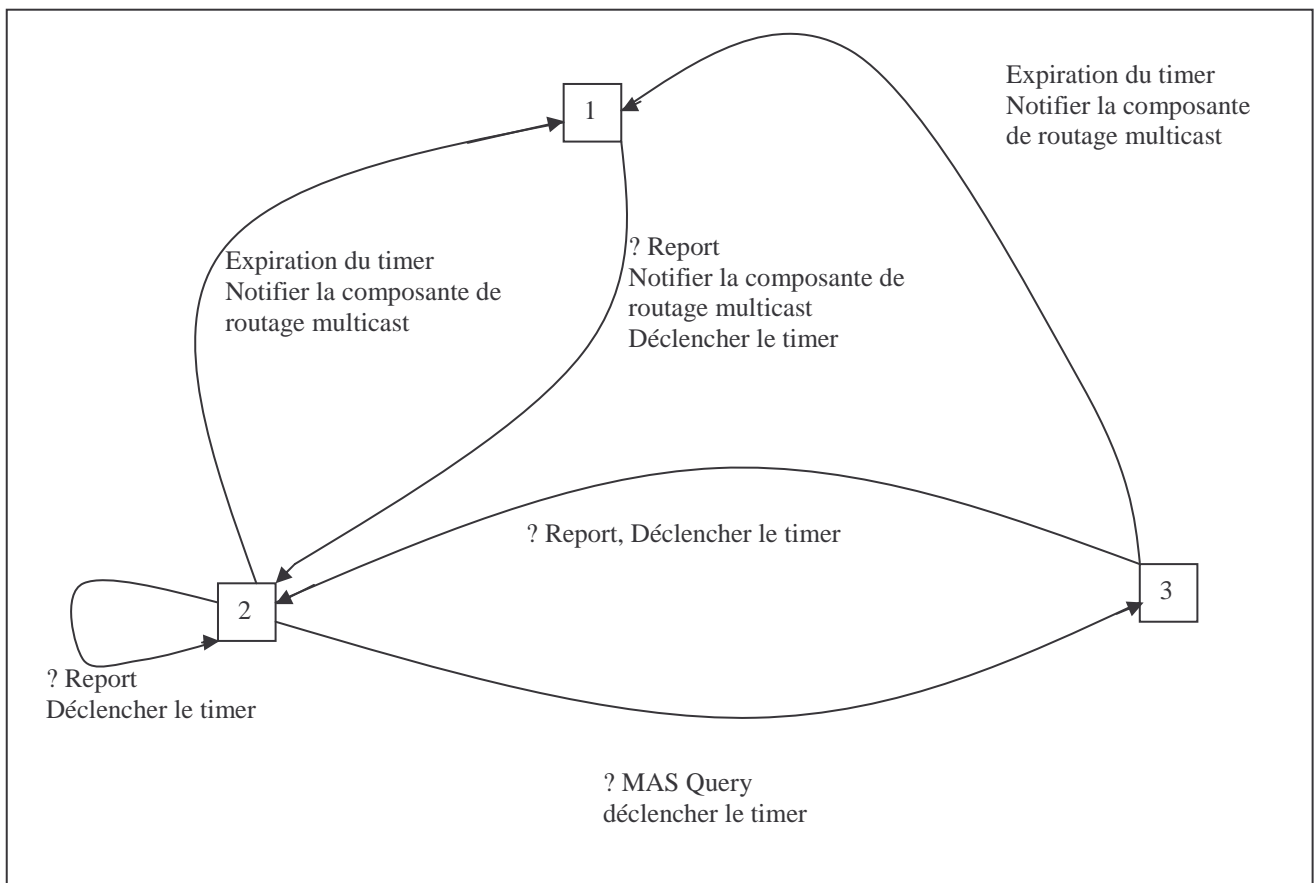 Expiration du timer
Notifier la composante
de routage multicast
1
? Report
Notifier la composante de
routage multicast
Déclencher le timer
Expiration du timer
Notifier la composante de
routage multicast
? Report, Déclencher le timer
2
3
? Report
Déclencher le timer
? MAS Query
déclencher le timer